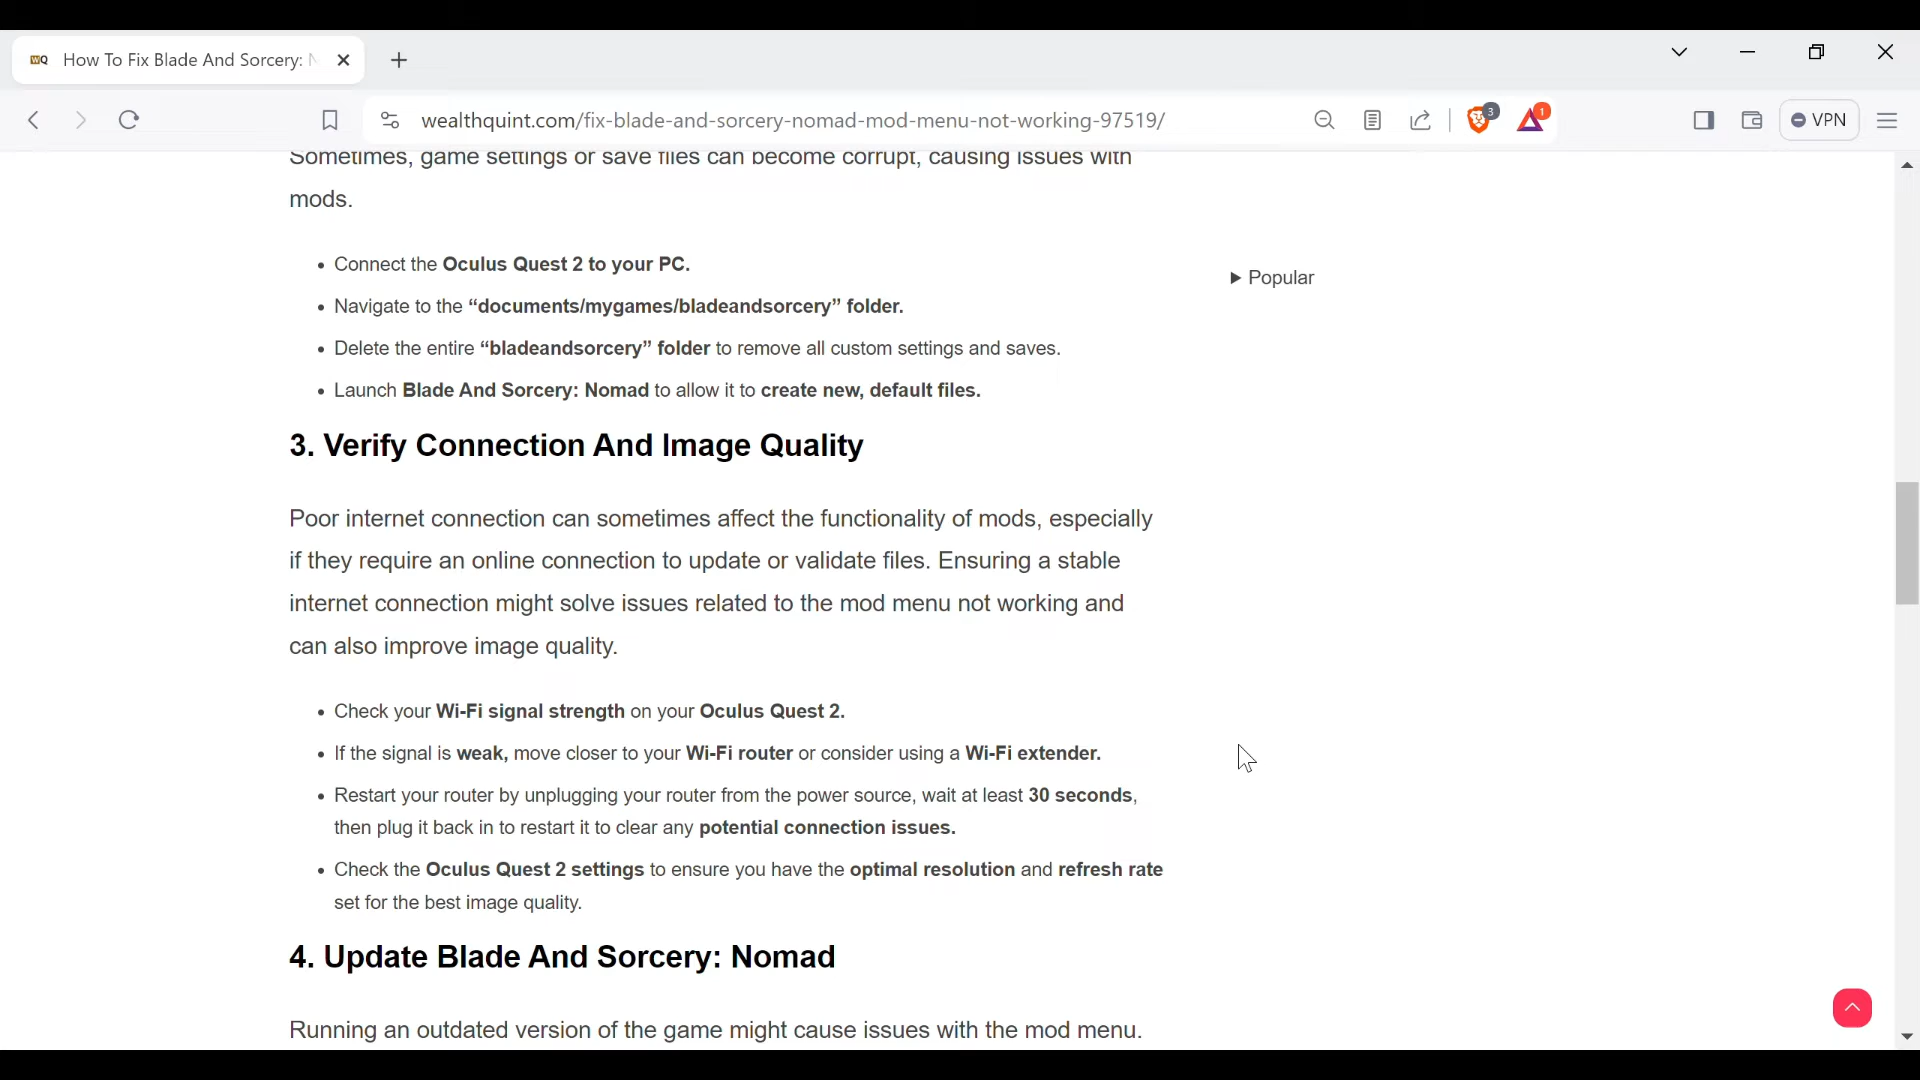 WQ How To Fix Blade And Sorcery:
wealthquint.com/fix-blade-and-sorcery-nomad-mod-menu-not-working-97519/
3
1
VPN
Sometimes, game settings or save files can become corrupt, causing issues with
mods.
• Connect the Oculus Quest 2 to your PC.
• Navigate to the “documents/mygames/bladeandsorcery” folder.
• Delete the entire “bladeandsorcery” folder to remove all custom settings and saves.
• Launch Blade And Sorcery: Nomad to allow it to create new, default files.
Popular
3. Verify Connection And Image Quality
Poor internet connection can sometimes affect the functionality of mods, especially
if they require an online connection to update or validate files. Ensuring a stable
internet connection might solve issues related to the mod menu not working and
can also improve image quality.
• Check your Wi-Fi signal strength on your Oculus Quest 2.
• If the signal is weak, move closer to your Wi-Fi router or consider using a Wi-Fi extender.
• Restart your router by unplugging your router from the power source, wait at least 30 seconds,
then plug it back in to restart it to clear any potential connection issues.
• Check the Oculus Quest 2 settings to ensure you have the optimal resolution and refresh rate
set for the best image quality.
4. Update Blade And Sorcery: Nomad
Running an outdated version of the game might cause issues with the mod menu.